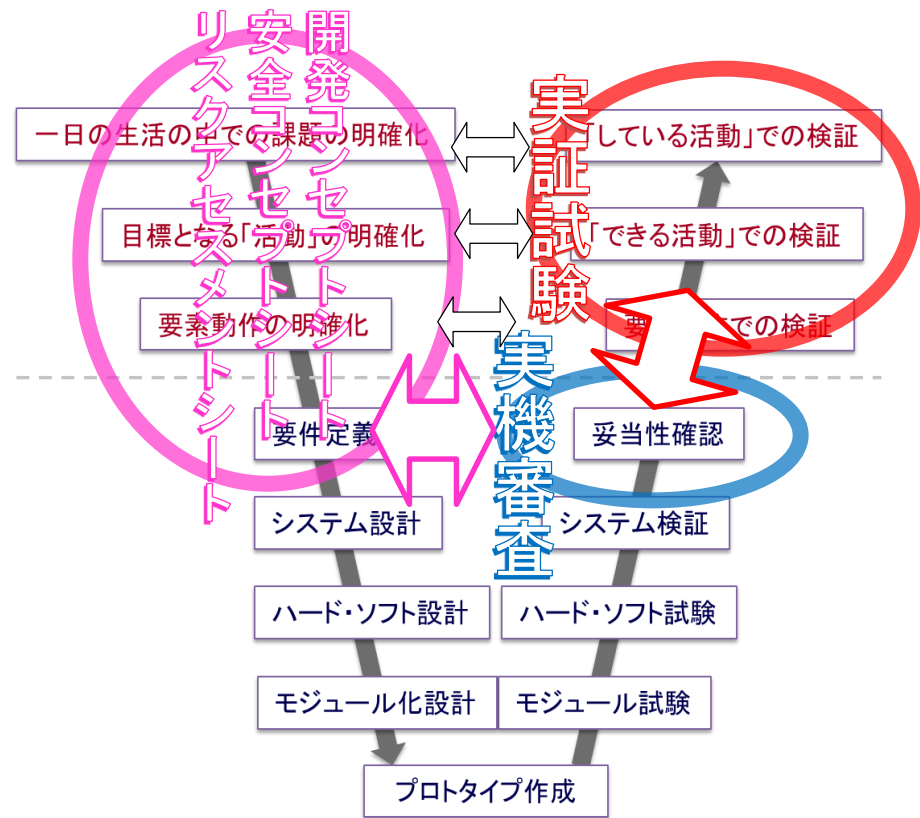 開発コンセプトシート
安全コンセプトシート
リスクアセスメントシート
実証試験
実機審査
一日の生活の中での課題の明確化
「している活動」での検証
目標となる「活動」の明確化
「できる活動」での検証
要素動作の明確化
での検証
要件定義
妥当性確認
システム設計
システム検証
ハード・ソフト設計
ハード・ソフト試験
モジュール化設計
モジュール試験
プロトタイプ作成